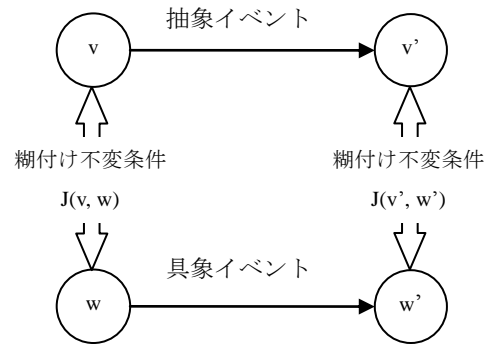 抽象イベント
v
v’
糊付け不変条件
J(v, w)
糊付け不変条件
J(v’, w’)
具象イベント
w
w’